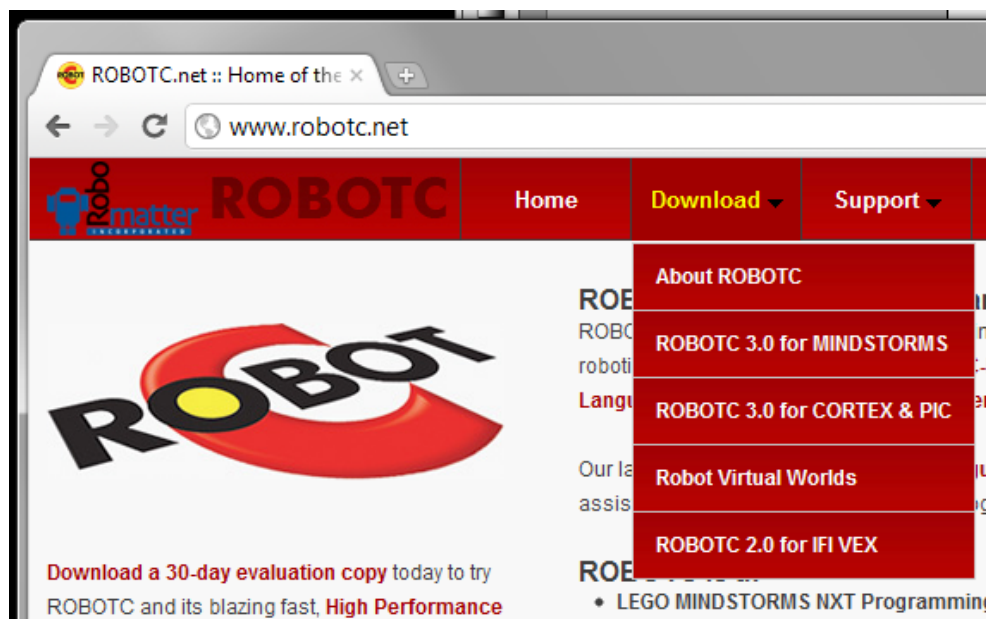 ROBOTC.net :: Home of the
www.robotc.net
Robo
matter
INCORPORATED
ROBOTC
Home
Download
Support
About ROBOTC
ROBOTC 3.0 for MINDSTORMS
ROBOTC 3.0 for CORTEX & PIC
Robot Virtual Worlds
ROBOTC 2.0 for IFI VEX
ROBOT
Our
Download a 30-day evaluation copy today to try
ROBOTC and its blazing fast, High Performance
LEGO MINDSTORMS NXT